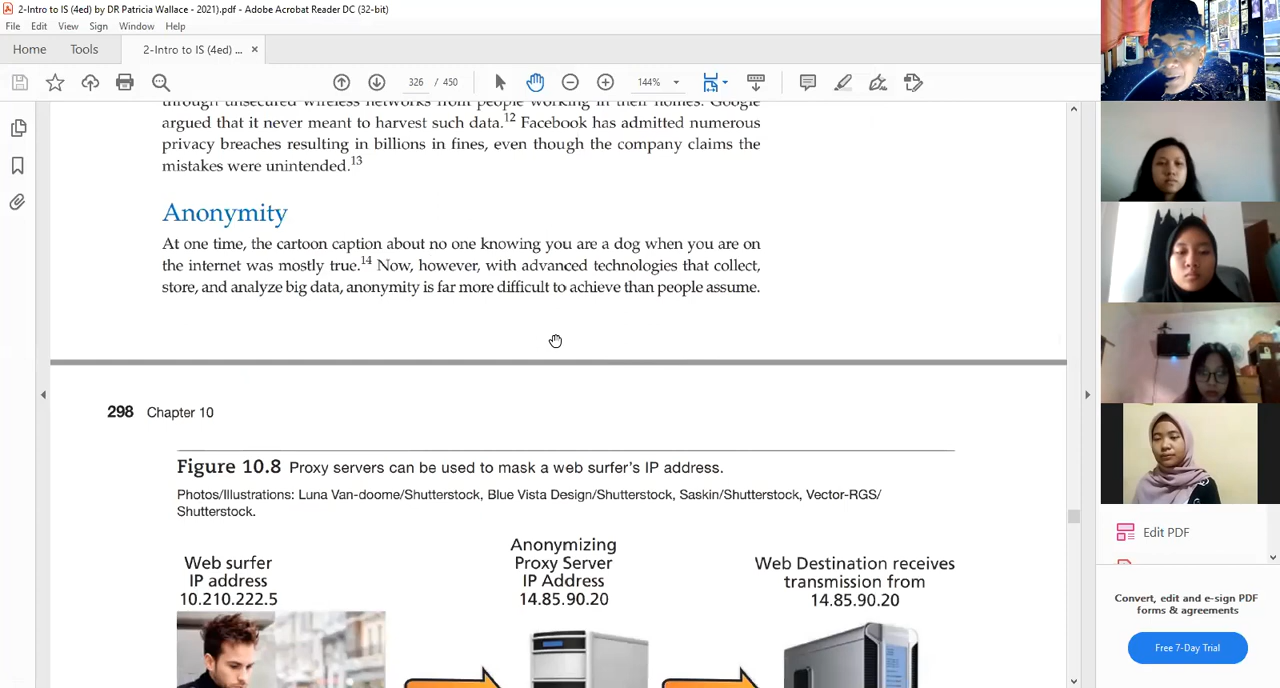 2-Intro to IS (4ed) by DR Patricia Wallace - 2021).pdf - Adobe Acrobat Reader DC (32-bit)
File Edit View Sign Window Help
Home Tools 2-Intro to IS (4ed) ... ×
326 / 450 144%
through unsecured wireless networks from people working in their homes. Google
argued that it never meant to harvest such data.12 Facebook has admitted numerous
privacy breaches resulting in billions in fines, even though the company claims the
mistakes were unintended.13
Anonymity
At one time, the cartoon caption about no one knowing you are a dog when you are on
the internet was mostly true.14 Now, however, with advanced technologies that collect,
store, and analyze big data, anonymity is far more difficult to achieve than people assume.
298 Chapter 10
Figure 10.8 Proxy servers can be used to mask a web surfer's IP address.
Photos/Illustrations: Luna Van-doome/Shutterstock, Blue Vista Design/Shutterstock, Saskin/Shutterstock, Vector-RGS/
Shutterstock.
Web surfer
IP address
10.210.222.5
Anonymizing
Proxy Server
IP Address
14.85.90.20
Web Destination receives
transmission from
14.85.90.20
Edit PDF
Convert, edit and e-sign PDF
forms & agreements
Free 7-Day Trial